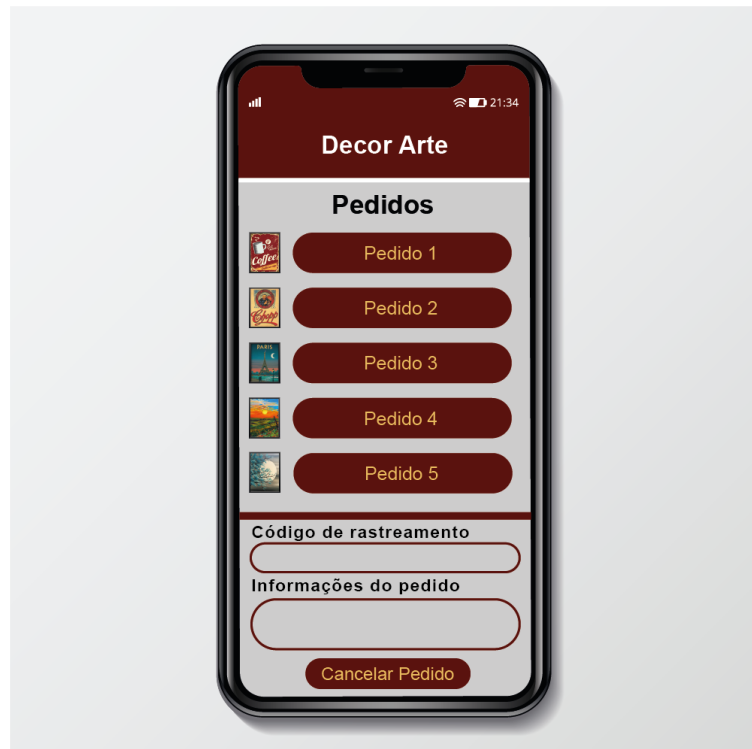 21:34
Decor Arte
Pedidos
Coffee
Pedido 1
Chopp
Pedido 2
PARIS
Pedido 3
Pedido 4
Pedido 5
Código de rastreamento
Informações do pedido
Cancelar Pedido